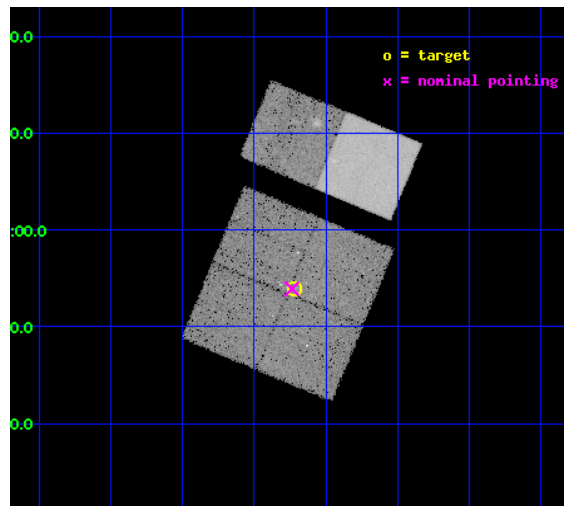 0.0
o = target
x = nominal pointing
0.0
:00.0
0.0
0.0